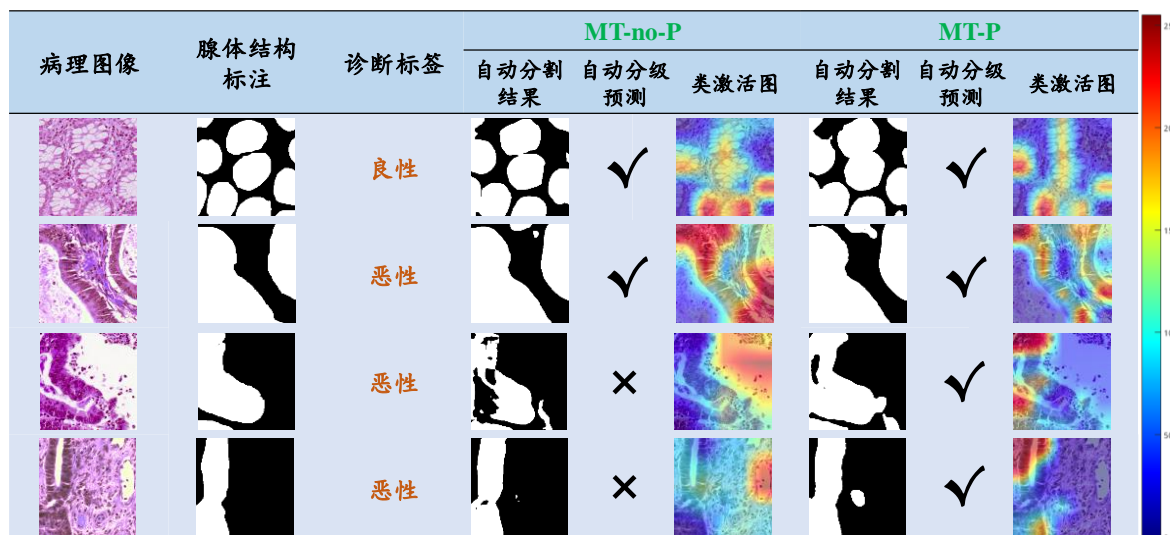 MT-no-P
MT-P
病理图像
腺体结构
标注
诊断标签
自动分割
结果
自动分级
预测
类激活图
自动分割
结果
自动分级
预测
类激活图
良性
✓
✓
恶性
✓
✓
恶性
×
✓
恶性
×
✓